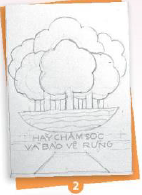 HÃY CHĂM SÓC
VÀ BẢO VỆ RỪNG
2